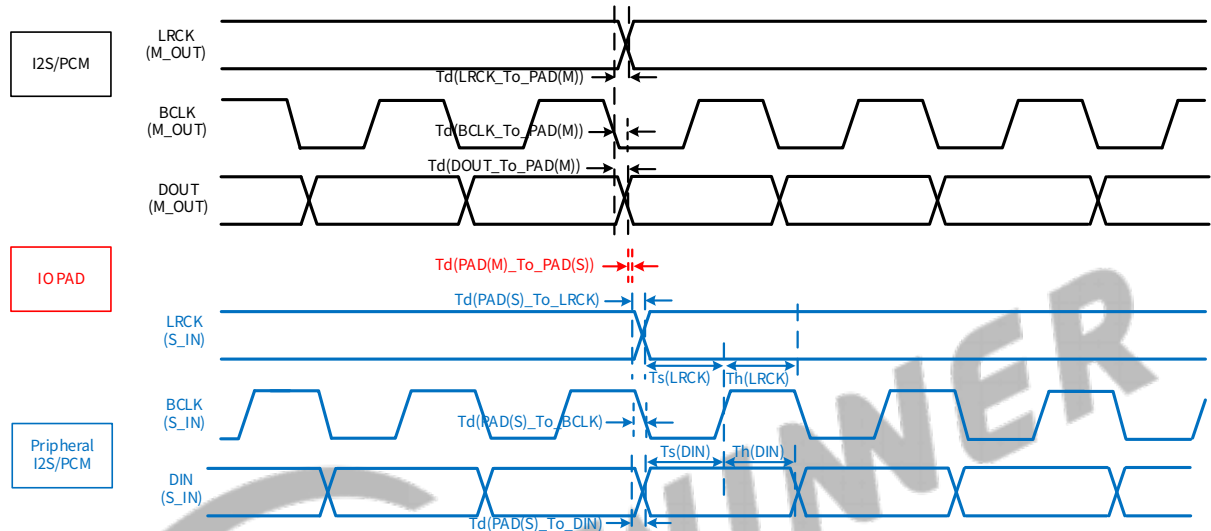 LRCK
(M_OUT)
I2S/PCM
Td(LRCK_To_PAD(M))
BCLK
(M_OUT)
Td(BCLK_To_PAD(M))
Td(DOUT_To_PAD(M))
DOUT
(M_OUT)
IO PAD
Td(PAD(M)_To_PAD(S))
Td(PAD(S)_To_LRCK)
LRCK
(S_IN)
Ts(LRCK) Th(LRCK)
BCLK
(S_IN)
Td(PAD(S)_To_BCLK)
Pripheral
I2S/PCM
Ts(DIN) Th(DIN)
DIN
(S_IN)
Td(PAD(S)_To_DIN)